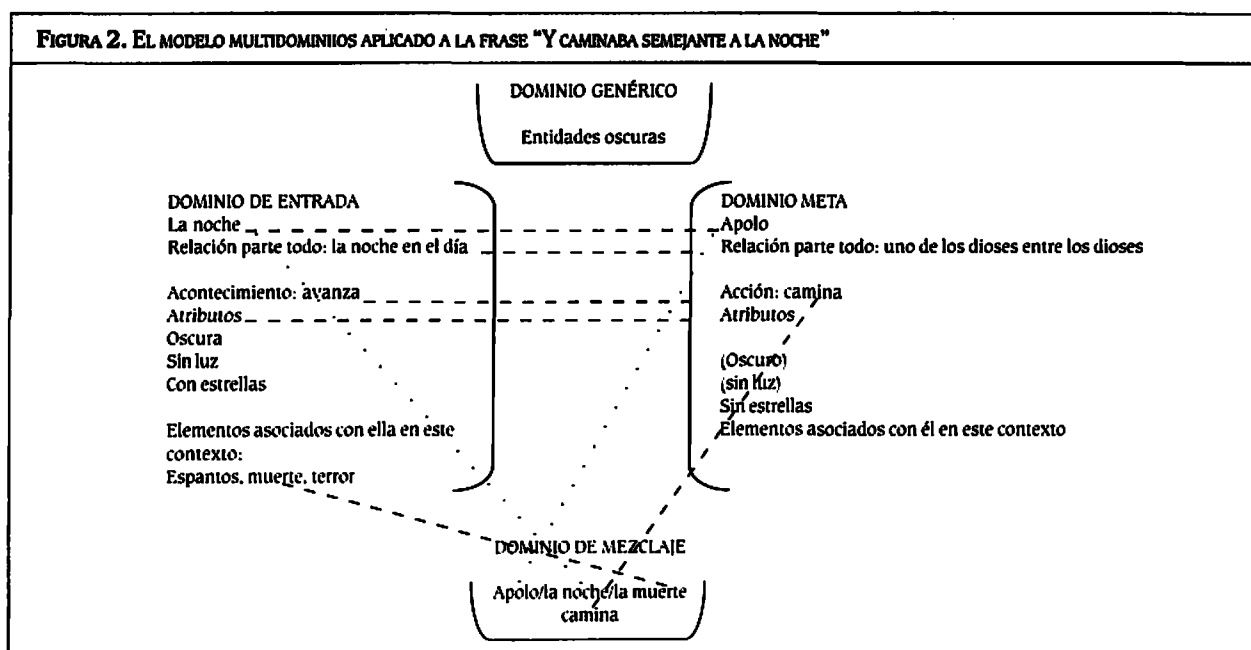 FIGURA 2. EL MODELO MULTIDOMINIIOS APLICADO A LA FRASE "Y CAMINABA SEMEJANTE A LA NOCHE"
DOMINIO GENÉRICO
Entidades oscuras
DOMINIO DE ENTRADA
La noche
Relación parte todo: la noche en el día
Acontecimiento: avanza
Atributos
Oscura
Sin luz
Con estrellas
Elementos asociados con ella en este
contexto:
Espantos, muerte, terror
DOMINIO META
Apolo
Relación parte todo: uno de los dioses entre los dioses
Acción: camina
Atributos
(Oscuro)
(sin luz)
Sin estrellas
Elementos asociados con él en este contexto
DOMINIO DE MEZCLAJE
Apolo/la noche/la muerte
camina